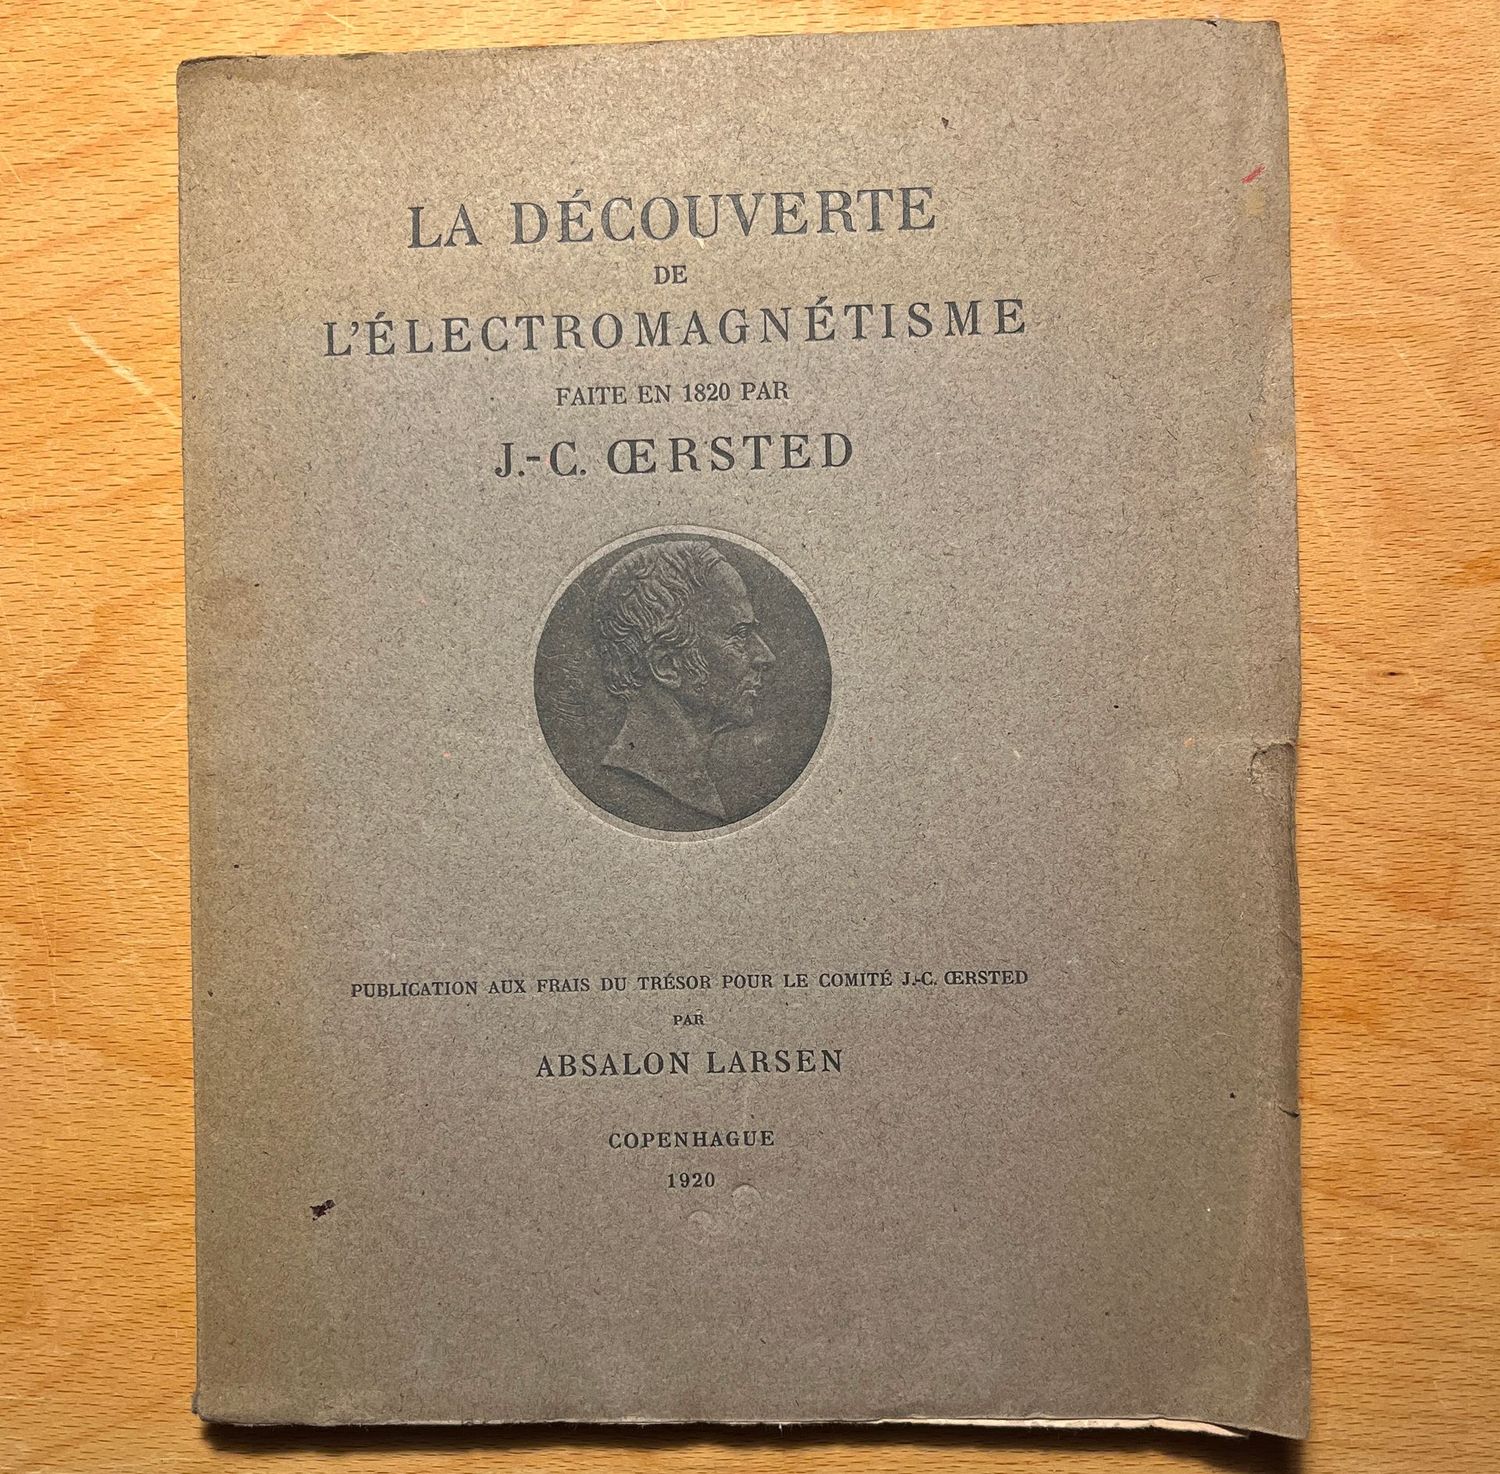 LA DÉCOUVERTE
DE
L'ÉLECTROMAGNÉTISME
FAITE EN 1820 PAR
J.-C. ŒRSTED
PUBLICATION AUX FRAIS DU TRÉSOR POUR LE COMITÉ J.-C. ŒRSTED
PAR
ABSALON LARSEN
COPENHAGUE
1920